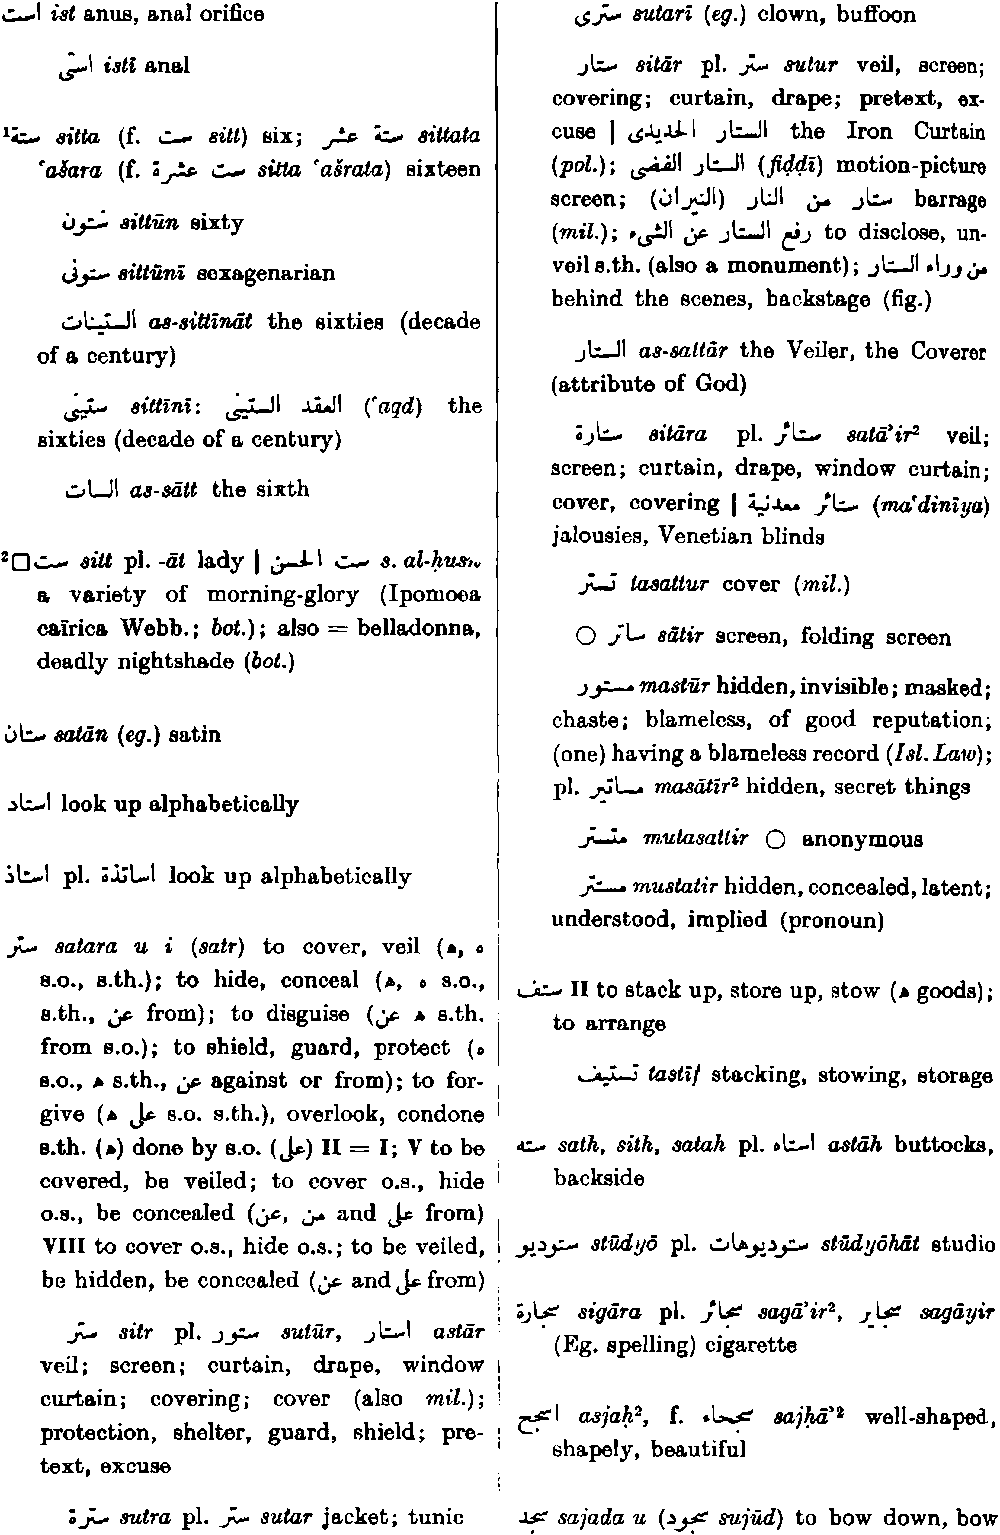 است ist anus, anal orifice
استى istī anal
¹ستة sitta (f. ست sitt) six; ستة عشر sittata
ʿašara (f. ست عشرة sitta ʿašrata) sixteen
ستون sittūn sixty
ستونى sittūnī sexagenarian
الستينات as-sittīnāt the sixties (decade
of a century)
ستينى sittīnī: العقد الستينى (ʿaqd) the
sixties (decade of a century)
السات as-sātt the sixth
²□ست sitt pl. -āt lady | ست الحسن s. al-ḥusn
a variety of morning-glory (Ipomoea
caīrica Webb.; bot.); also = belladonna,
deadly nightshade (bot.)
ستان satān (eg.) satin
استاد look up alphabetically
استاذ pl. اساتذة look up alphabetically
ستر satara u i (satr) to cover, veil (ه, ه
s.o., s.th.); to hide, conceal (ه, ه s.o.,
s.th., عن from); to disguise (عن ه s.th.
from s.o.); to shield, guard, protect (ه
s.o., ه s.th., عن against or from); to for-
give (ه على s.o. s.th.), overlook, condone
s.th. (ه) done by s.o. (على) II = I; V to be
covered, be veiled; to cover o.s., hide
o.s., be concealed (عن, من and على from)
VIII to cover o.s., hide o.s.; to be veiled,
be hidden, be concealed (عن and على from)
ستر sitr pl. ستور sutūr, استار astār
veil; screen; curtain, drape, window
curtain; covering; cover (also mil.);
protection, shelter, guard, shield; pre-
text, excuse
سترة sutra pl. ستر sutar jacket; tunic
سترى sutarī (eg.) clown, buffoon
ستار sitār pl. ستر sutur veil, screen;
covering; curtain, drape; pretext, ex-
cuse | الستار الحديدى the Iron Curtain
(pol.); الستار الفضى (fiḍḍī) motion-picture
screen; ستار من النار (النيران) barrage
(mil.); رفع الستار عن الشىء to disclose, un-
veil s.th. (also a monument); من وراء الستار
behind the scenes, backstage (fig.)
الستار as-sattār the Veiler, the Coverer
(attribute of God)
ستارة sitāra pl. ستائر satāʾir² veil;
screen; curtain, drape, window curtain;
cover, covering | ستائر معدنية (maʿdinīya)
jalousies, Venetian blinds
تستر tasattur cover (mil.)
○ ساتر sātir screen, folding screen
مستور mastūr hidden, invisible; masked;
chaste; blameless, of good reputation;
(one) having a blameless record (Isl. Law);
pl. مساتير masātīr² hidden, secret things
متستر mutasattir ○ anonymous
مستتر mustatir hidden, concealed, latent;
understood, implied (pronoun)
ستف II to stack up, store up, stow (ه goods);
to arrange
تستيف tastīf stacking, stowing, storage
سته sath, sith, satah pl. استاه astāh buttocks,
backside
ستوديو stūdyō pl. ستوديوهات stūdyōhāt studio
سجارة sigāra pl. سجائر sagāʾir², سجاير sagāyir
(Eg. spelling) cigarette
اسجح asjaḥ², f. سجحاء sajḥāʾ² well-shaped,
shapely, beautiful
سجد sajada u (سجود sujūd) to bow down, bow